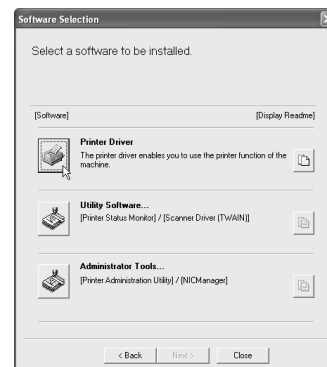 Software Selection
Select a software to be installed.
[Software] [Display Readme]
Printer Driver
The printer driver enables you to use the printer function of the
machine.
Utility Software...
[Printer Status Monitor] / [Scanner Driver (TWAIN)]
Administrator Tools...
[Printer Administration Utility] / [NICManager]
< Back Next > Close